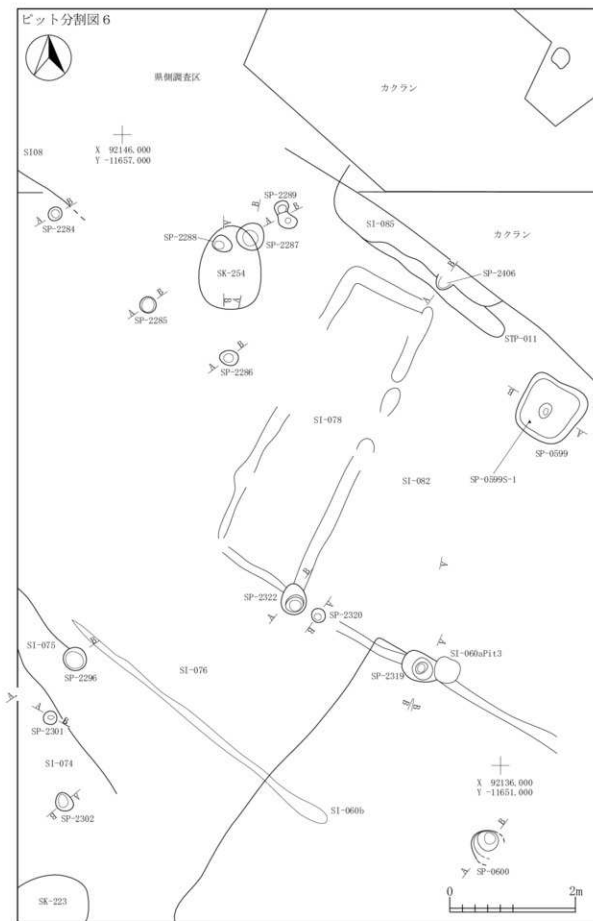 ピット分割図6
県側調査区
カクラン
X 92146.000
Y -11657.000
SI08
SP-2289
B
A
B
SP-2284
A
B
SP-2288
SP-2287
A
SI-085
カクラン
B
SP-2406
SK-254
B
A
A
B
SP-2285
A
STP-011
A
B
SP-2286
SI-078
B
A
SP-0599
SP-0599S-1
SI-082
A
B
SP-2322
A
A
SP-2320
B
A
SI-060aPit3
SI-075
B
SI-076
SP-2319
SP-2296
A
A
B
SP-2301
B
B
SI-074
X 92136.000
Y -11651.000
A
B
SP-2302
SI-060b
B
A
SP-0600
SK-223
0
2m